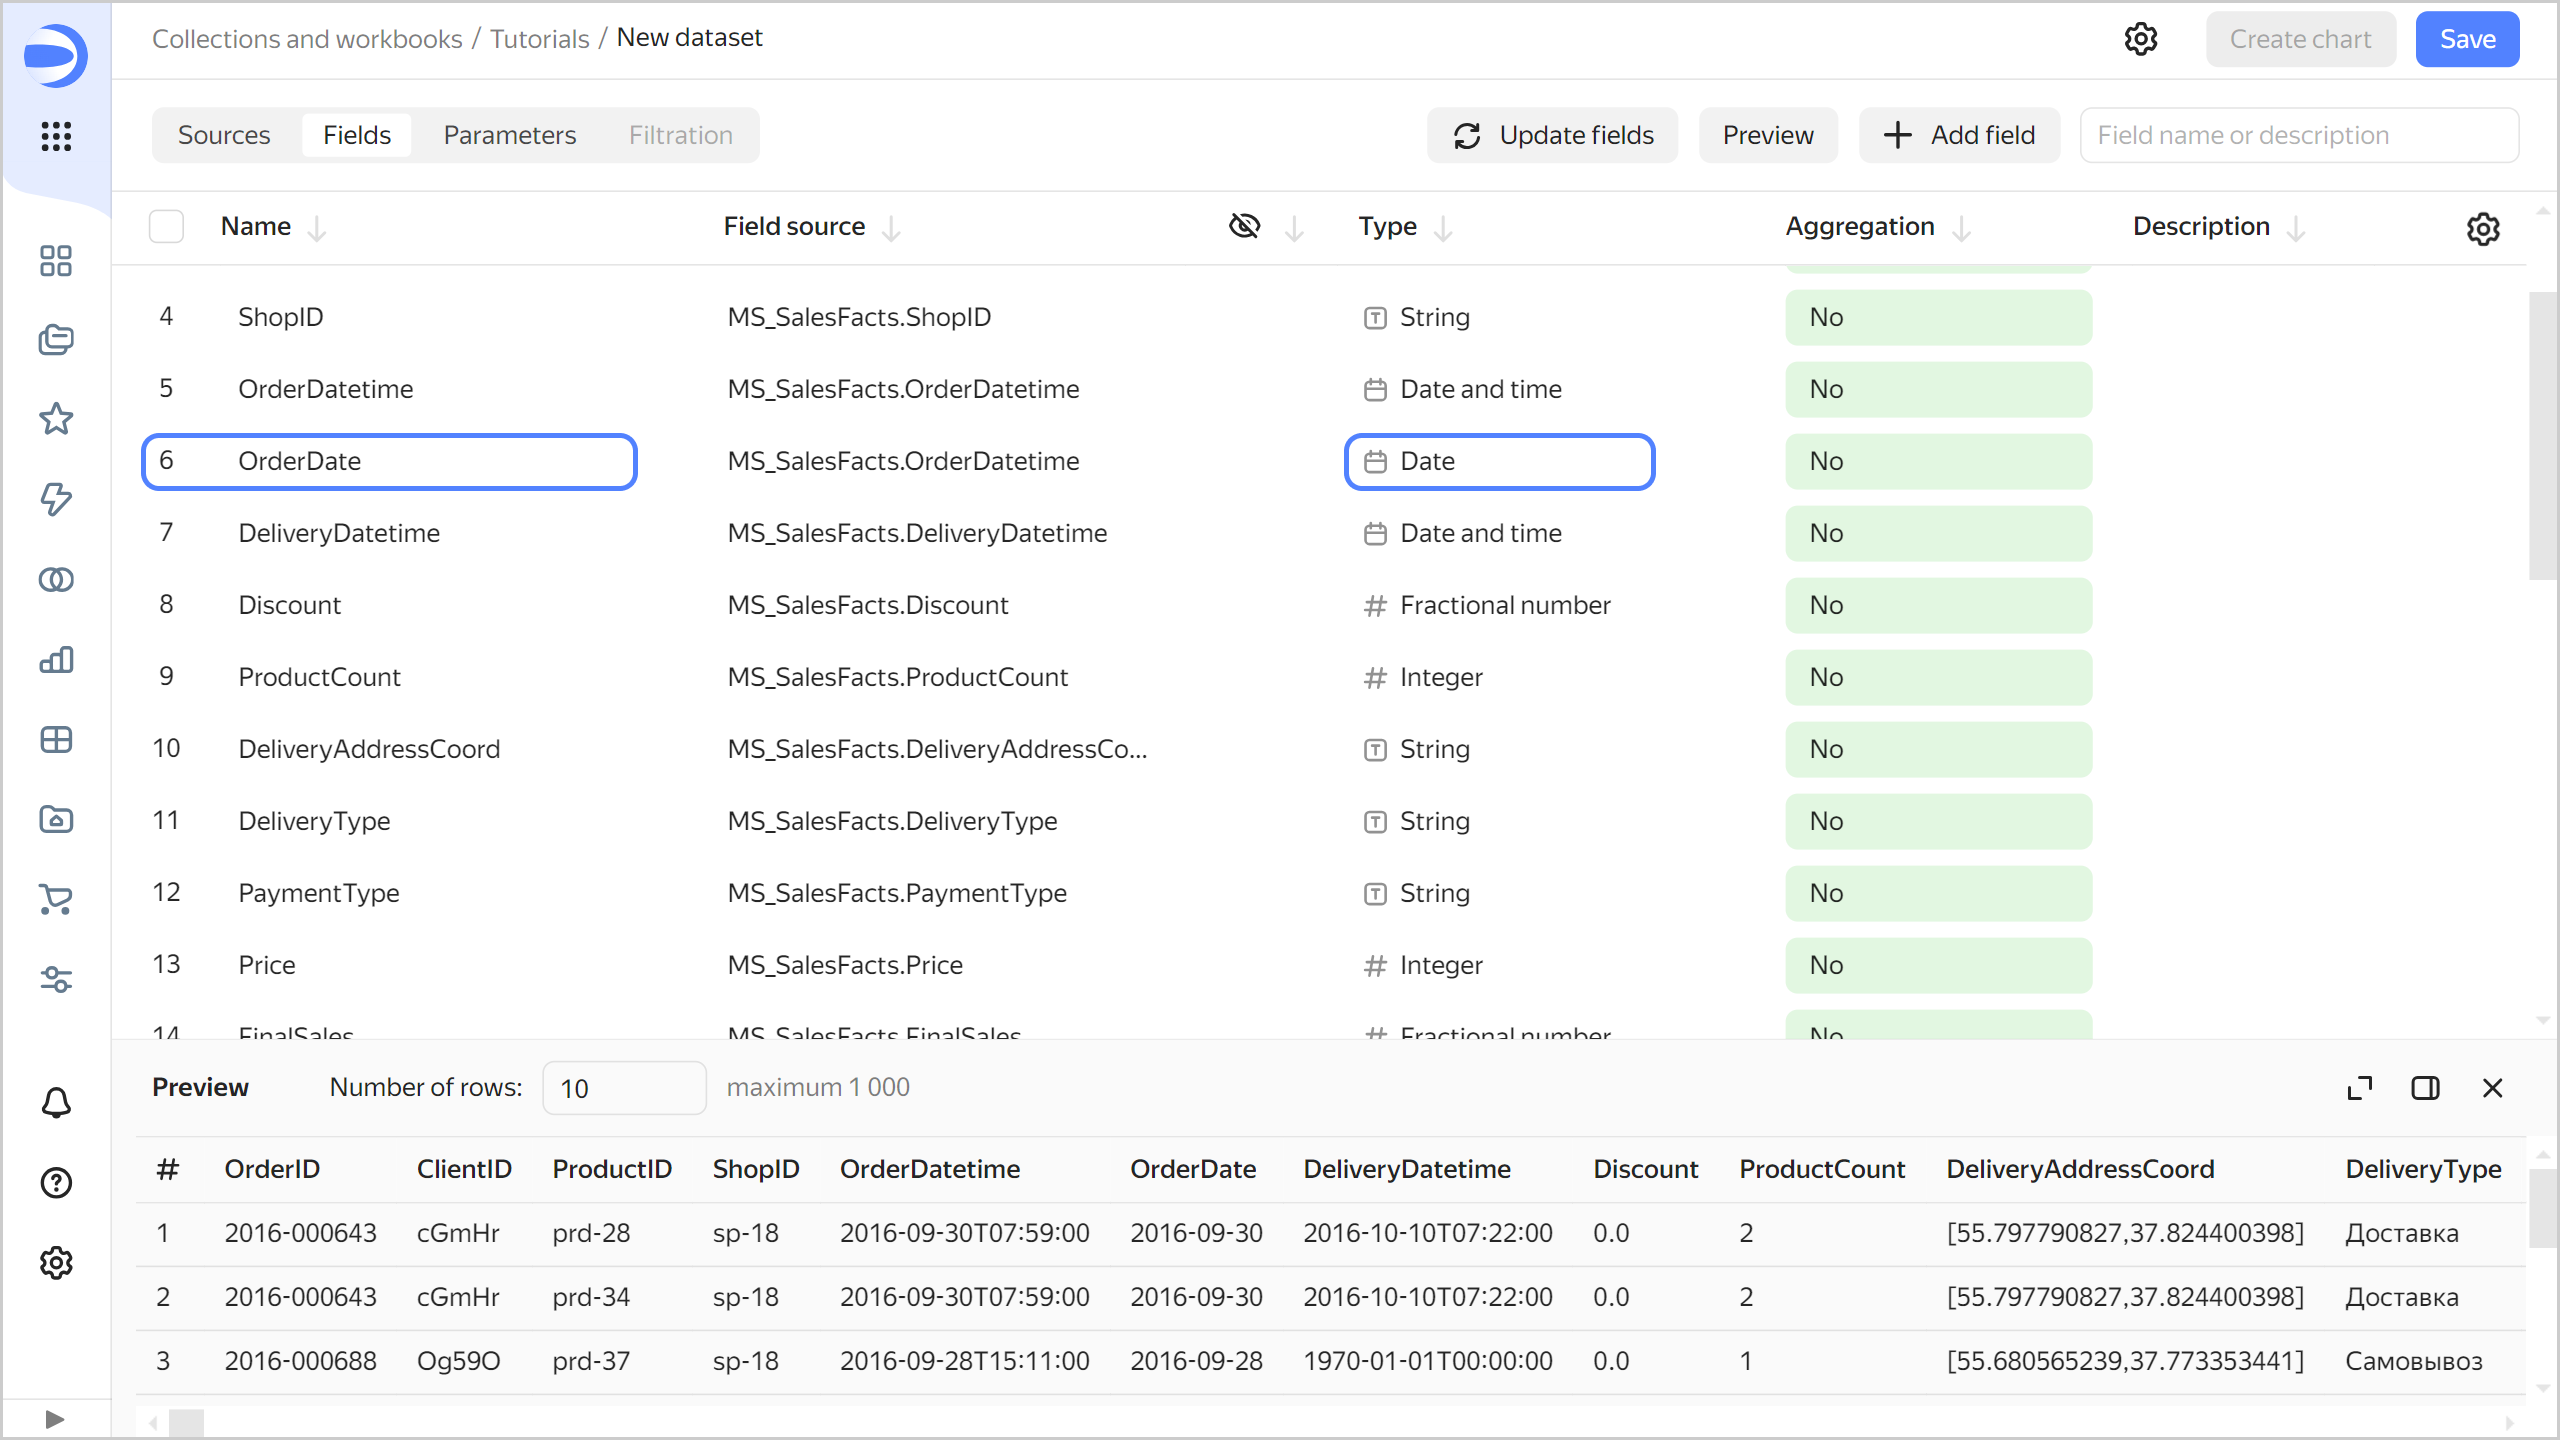 Collections and workbooks / Tutorials / New dataset
Create chart
Save
Sources Fields Parameters Filtration
Update fields
Preview
Add field
Field name or description
Name Field source Type Aggregation Description
4 ShopID MS_SalesFacts.ShopID String No
5 OrderDatetime MS_SalesFacts.OrderDatetime Date and time No
6 OrderDate MS_SalesFacts.OrderDatetime Date No
7 DeliveryDatetime MS_SalesFacts.DeliveryDatetime Date and time No
8 Discount MS_SalesFacts.Discount # Fractional number No
9 ProductCount MS_SalesFacts.ProductCount # Integer No
10 DeliveryAddressCoord MS_SalesFacts.DeliveryAddressCo... String No
11 DeliveryType MS_SalesFacts.DeliveryType String No
12 PaymentType MS_SalesFacts.PaymentType String No
13 Price MS_SalesFacts.Price # Integer No
14 FinalSales MS_SalesFacts.FinalSales # Fractional number No
Preview Number of rows: 10 maximum 1 000
# OrderID ClientID ProductID ShopID OrderDatetime OrderDate DeliveryDatetime Discount ProductCount DeliveryAddressCoord DeliveryType
1 2016-000643 cGmHr prd-28 sp-18 2016-09-30T07:59:00 2016-09-30 2016-10-10T07:22:00 0.0 2 [55.797790827,37.824400398] Доставка
2 2016-000643 cGmHr prd-34 sp-18 2016-09-30T07:59:00 2016-09-30 2016-10-10T07:22:00 0.0 2 [55.797790827,37.824400398] Доставка
3 2016-000688 Og59O prd-37 sp-18 2016-09-28T15:11:00 2016-09-28 1970-01-01T00:00:00 0.0 1 [55.680565239,37.773353441] Самовывоз